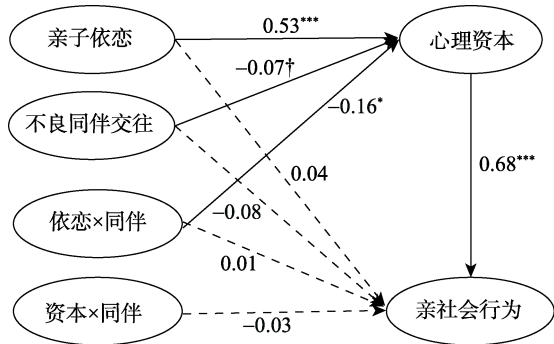 亲子依恋
0.53***
心理资本
−0.07†
不良同伴交往
−0.16*
0.04
0.68***
依恋×同伴
−0.08
0.01
资本×同伴
−0.03
亲社会行为